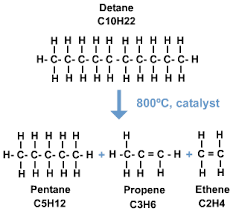 Detane
C10H22
H H H H H H H H H H
H-C-C-C-C-C-C-C-C-C-C-H
H H H H H H H H H H
800ºC, catalyst
H H H H H H H H
H-C-C-C-C-C-H + H-C-C=C-H + C=C
H H H H H H H H H H
Pentane Propene Ethene
C5H12 C3H6 C2H4